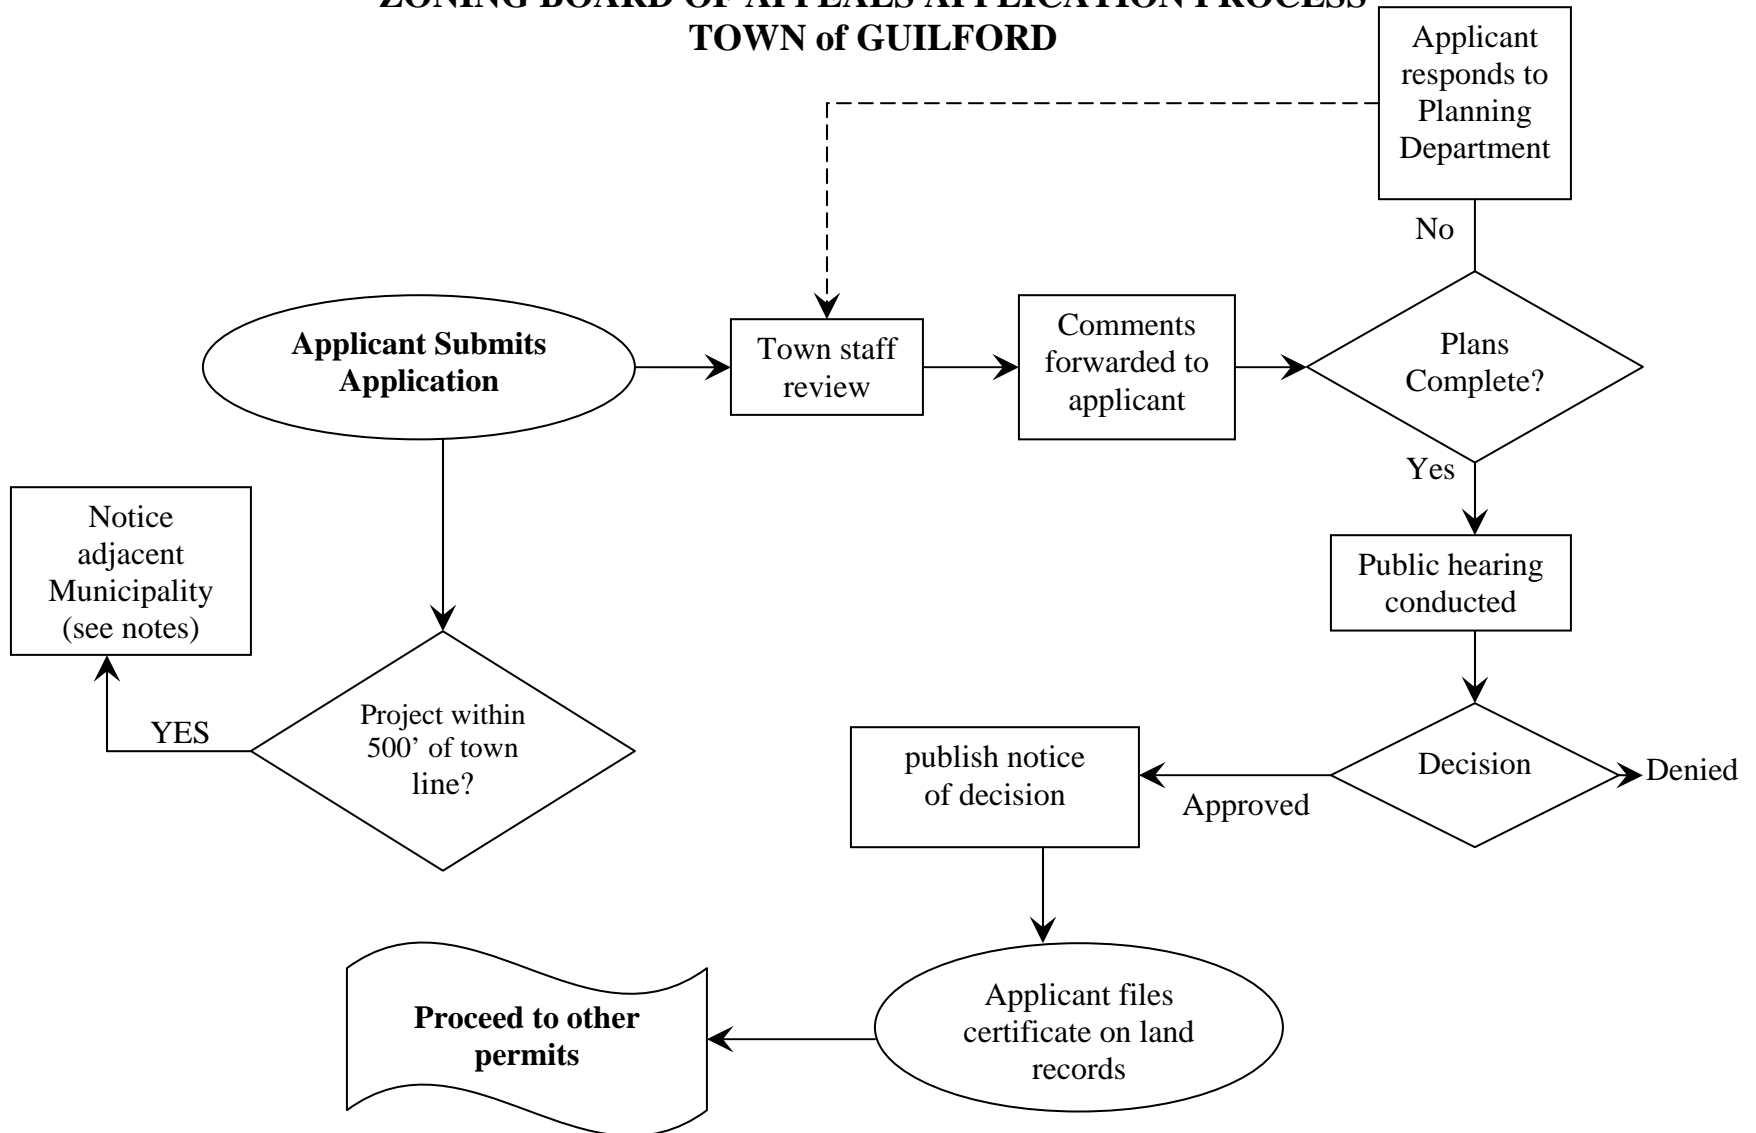 ZONING BOARD OF APPEALS APPLICATION PROCESS
TOWN of GUILFORD
Applicant
responds to
Planning
Department
No
Applicant Submits
Application
Town staff
review
Comments
forwarded to
applicant
Plans
Complete?
Yes
Notice
adjacent
Municipality
(see notes)
YES
Project within
500’ of town
line?
Public hearing
conducted
Decision
Denied
Approved
publish notice
of decision
Applicant files
certificate on land
records
Proceed to other
permits